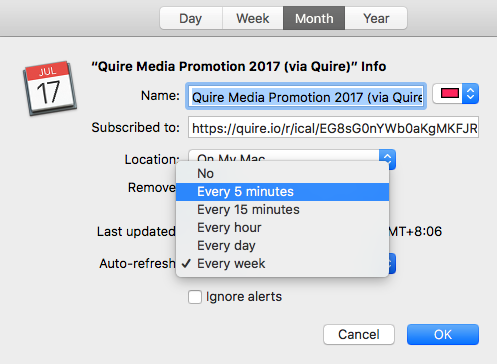 Day Week Month Year
JUL
17
“Quire Media Promotion 2017 (via Quire)” Info
Name: Quire Media Promotion 2017 (via Quire
Subscribed to: https://quire.io/r/ical/EG8sG0nYWb0aKgMKFJR
Location: On My Mac
Remove
No
Every 5 minutes
Every 15 minutes
Every hour
Every day
✓ Every week
Last updated MT+8:06
Auto-refresh
Ignore alerts
Cancel OK